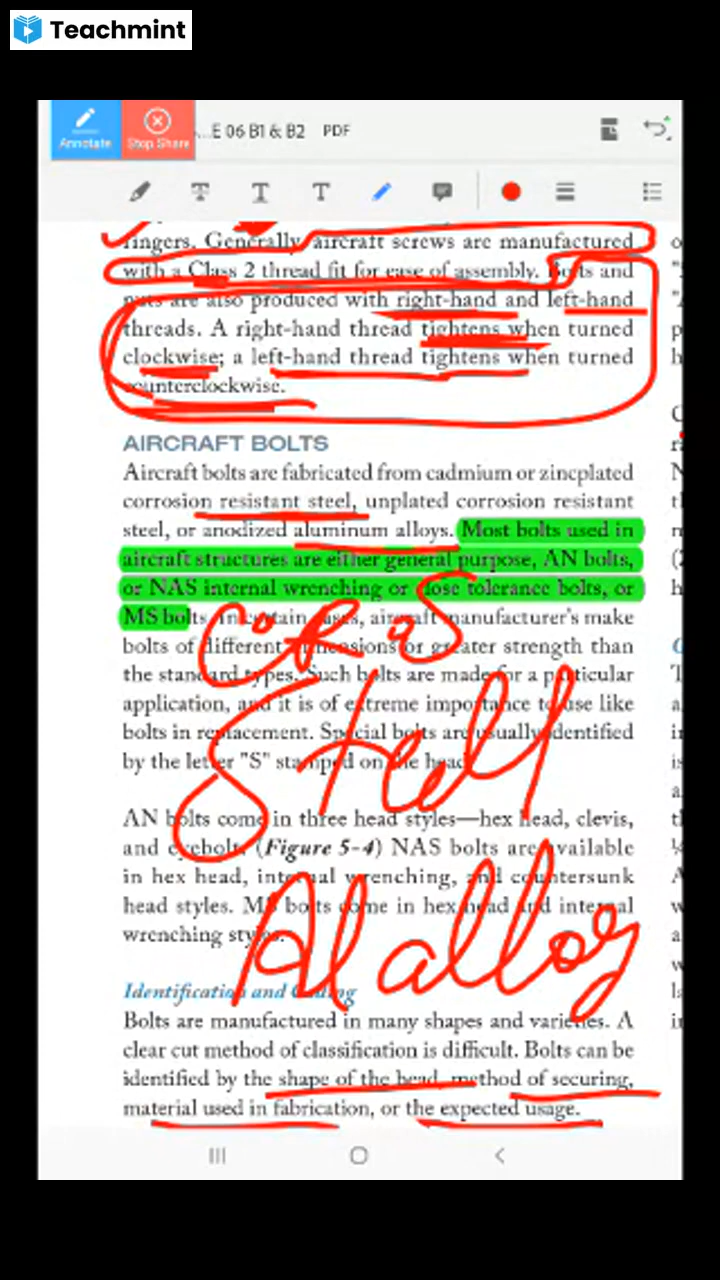 Teachmint
Annotate
Stop Share
...E 06 B1 & B2 PDF
fingers. Generally aircraft screws are manufactured
with a Class 2 thread fit for ease of assembly. Bolts and
nuts are also produced with right-hand and left-hand
threads. A right-hand thread tightens when turned
clockwise; a left-hand thread tightens when turned
counterclockwise.
AIRCRAFT BOLTS
Aircraft bolts are fabricated from cadmium or zincplated
corrosion resistant steel, unplated corrosion resistant
steel, or anodized aluminum alloys. Most bolts used in
aircraft structures are either general purpose, AN bolts,
or NAS internal wrenching or close tolerance bolts, or
MS bolts. In certain cases, aircraft manufacturer's make
bolts of different dimensions or greater strength than
the standard types. Such bolts are made for a particular
application, and it is of extreme importance to use like
bolts in replacement. Special bolts are usually identified
by the letter "S" stamped on the head.
Steel
AN bolts come in three head styles—hex head, clevis,
and eyebolt. (Figure 5-4) NAS bolts are available
in hex head, internal wrenching, and countersunk
head styles. MS bolts come in hex head and internal
wrenching styles.
Al alloy
Identification and Coding
Bolts are manufactured in many shapes and varieties. A
clear cut method of classification is difficult. Bolts can be
identified by the shape of the head, method of securing,
material used in fabrication, or the expected usage.